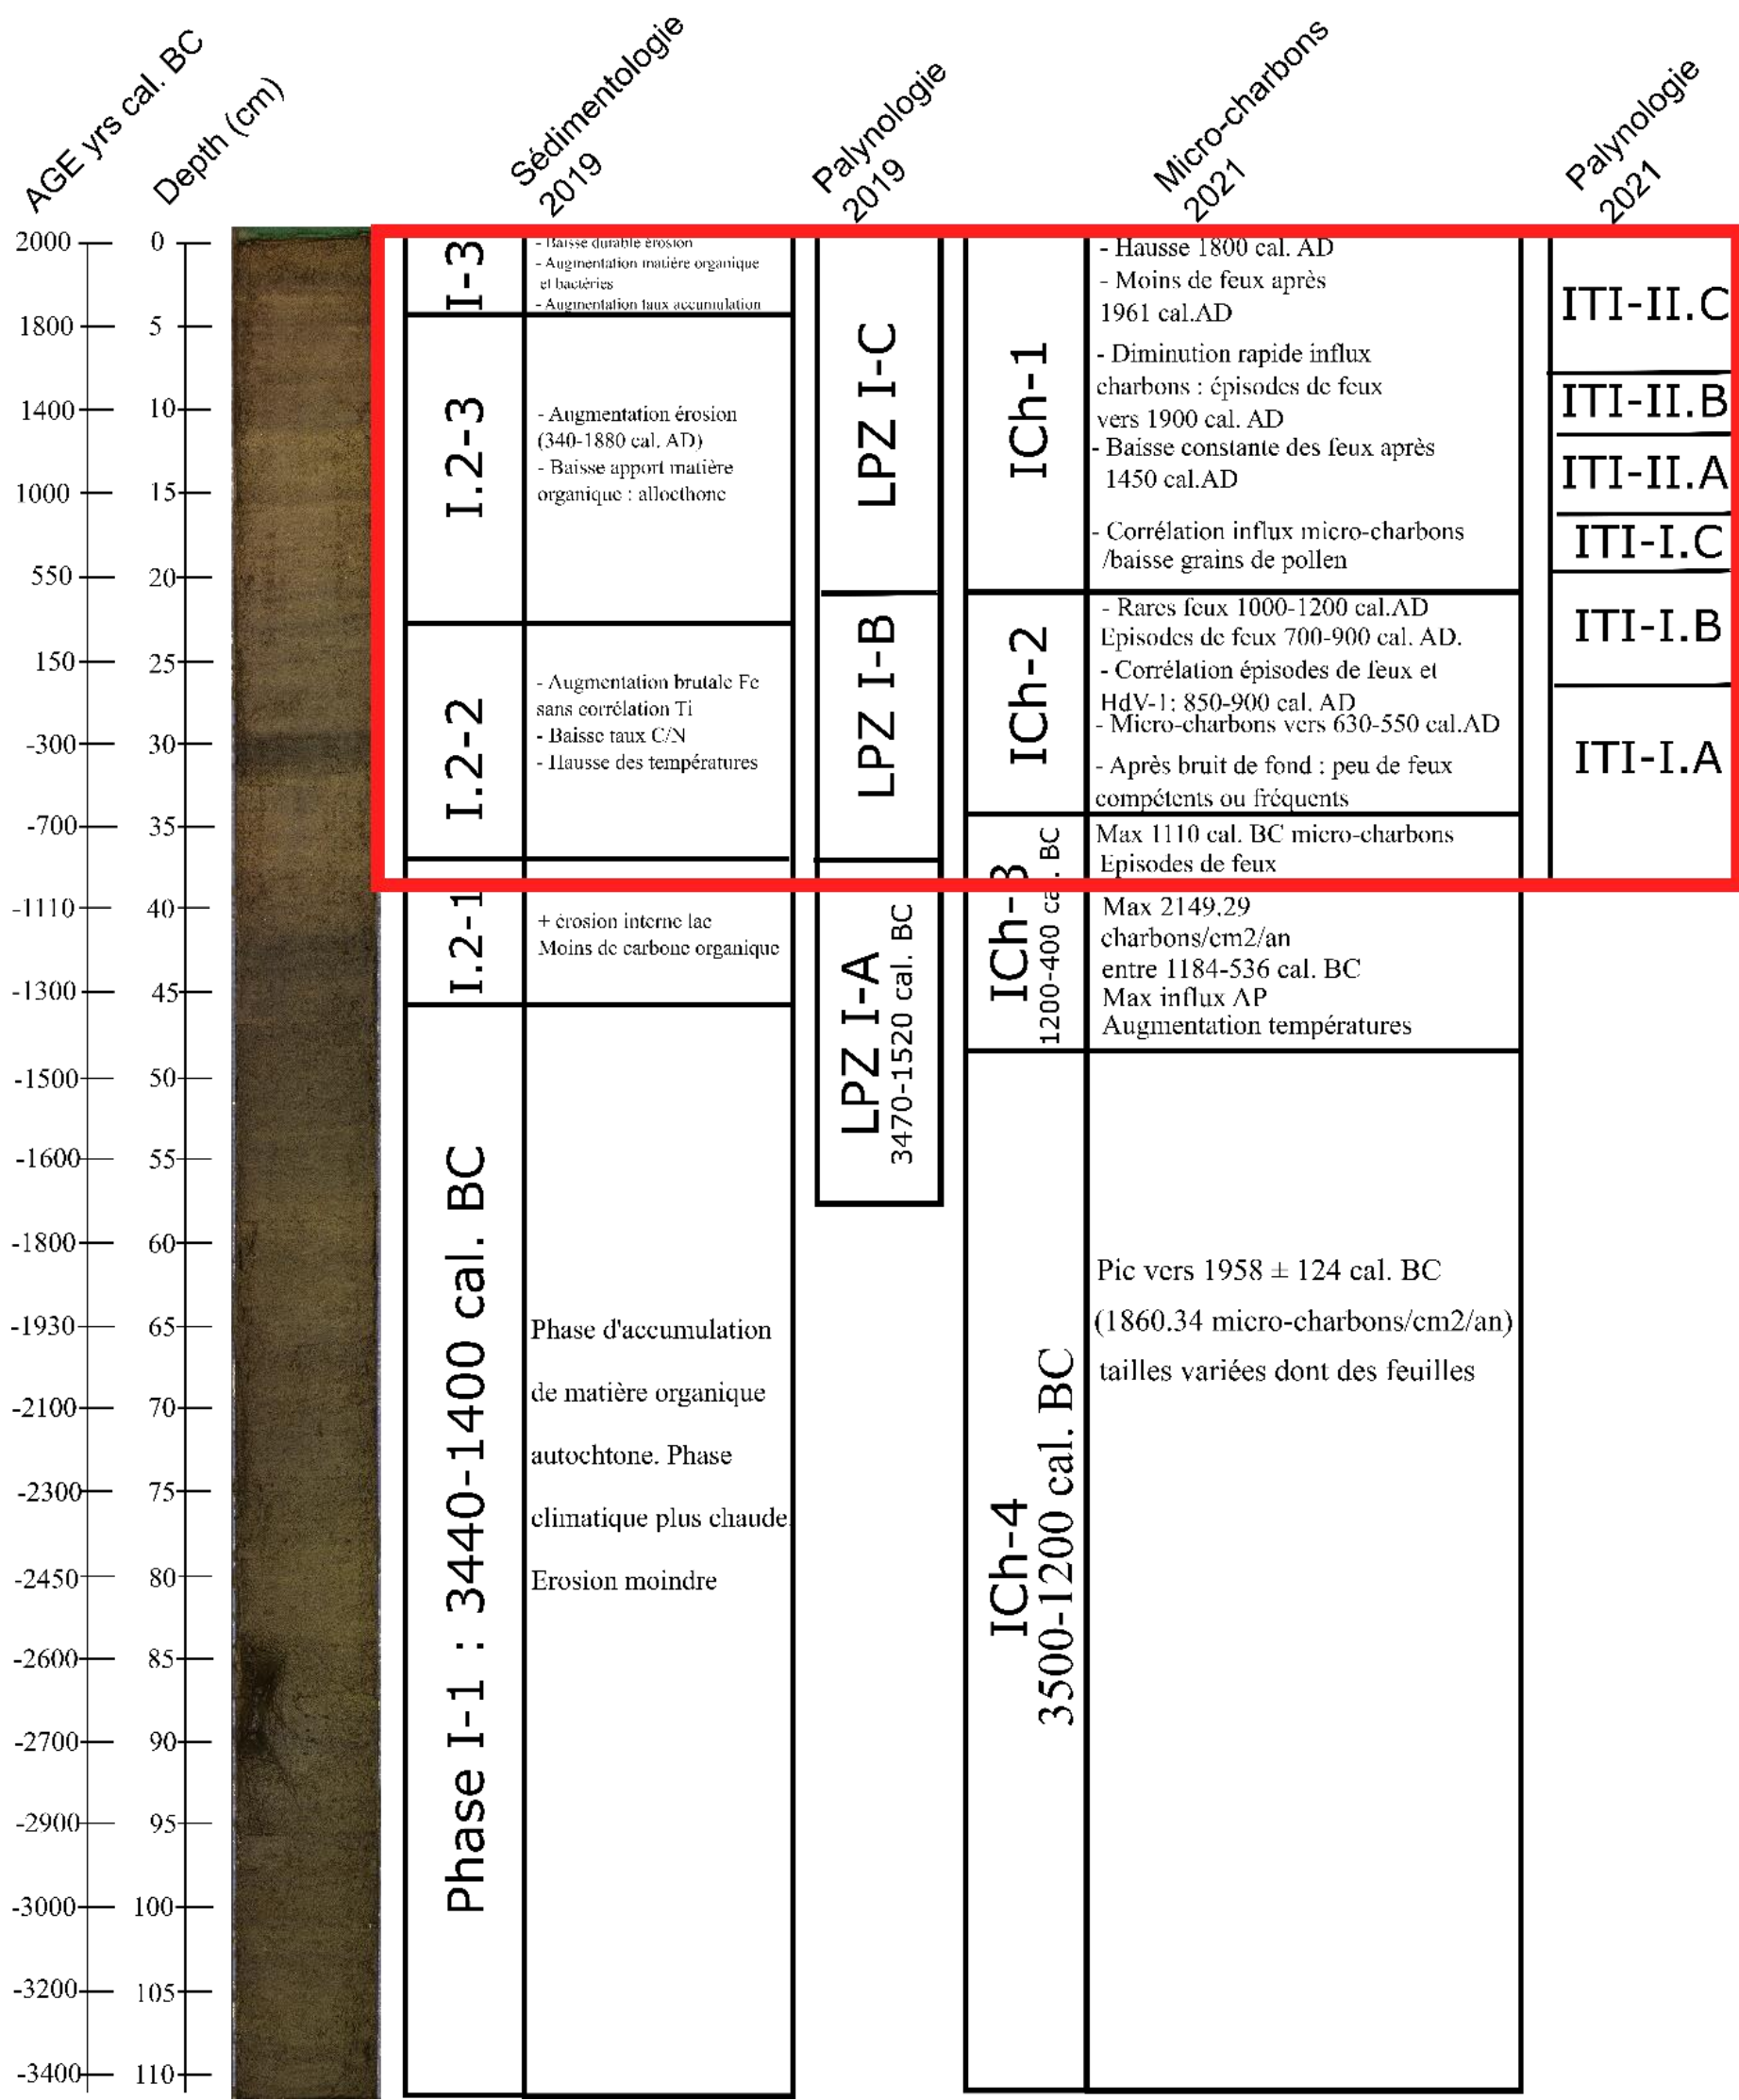 AGE yrs cal. BC
Depth (cm)
Sédimentologie
2019
Palynologie
2019
Micro-charbons
2021
Palynologie
2021
2000
1800
1400
1000
550
150
-300
-700
-1110
-1300
-1500
-1600
-1800
-1930
-2100
-2300
-2450
-2600
-2700
-2900
-3000
-3200
-3400
0
5
10
15
20
25
30
35
40
45
50
55
60
65
70
75
80
85
90
95
100
105
110
I-3
- Baisse durable érosion
- Augmentation matière organique
et bactéries
- Augmentation taux accumulation
I.2-3
- Augmentation érosion
(340-1880 cal. AD)
- Baisse apport matière
organique : allocthone
I.2-2
- Augmentation brutale Fe
sans corrélation Ti
- Baisse taux C/N
- Hausse des températures
I.2-1
+ érosion interne lac
Moins de carbone organique
Phase I-1 : 3440-1400 cal. BC
Phase d'accumulation
de matière organique
autochtone. Phase
climatique plus chaude.
Erosion moindre
LPZ I-C
LPZ I-B
LPZ I-A
3470-1520 cal. BC
ICh-1
- Hausse 1800 cal. AD
- Moins de feux après
1961 cal.AD
- Diminution rapide influx
charbons : épisodes de feux
vers 1900 cal. AD
- Baisse constante des feux après
1450 cal.AD
- Corrélation influx micro-charbons
/baisse grains de pollen
ICh-2
- Rares feux 1000-1200 cal.AD
Episodes de feux 700-900 cal. AD.
- Corrélation épisodes de feux et
HdV-1: 850-900 cal. AD
- Micro-charbons vers 630-550 cal.AD
- Après bruit de fond : peu de feux
compétents ou fréquents
ICh-3
1200-400 cal. BC
Max 1110 cal. BC micro-charbons
Episodes de feux
Max 2149,29
charbons/cm2/an
entre 1184-536 cal. BC
Max influx AP
Augmentation températures
ICh-4
3500-1200 cal. BC
Pic vers 1958 ± 124 cal. BC
(1860.34 micro-charbons/cm2/an)
tailles variées dont des feuilles
ITI-II.C
ITI-II.B
ITI-II.A
ITI-I.C
ITI-I.B
ITI-I.A